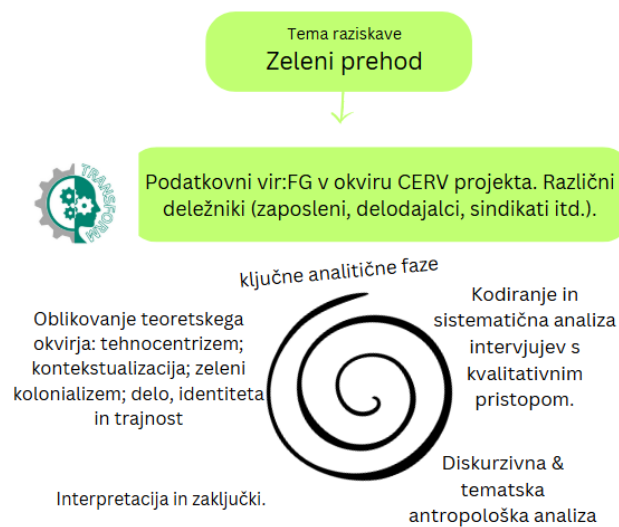 Tema raziskave
Zeleni prehod
TRANSFORM
Podatkovni vir:FG v okviru CERV projekta. Različni
deležniki (zaposleni, delodajalci, sindikati itd.).
ključne analitične faze
Oblikovanje teoretskega
okvirja: tehnocentrizem;
kontekstualizacija; zeleni
kolonializem; delo, identiteta
in trajnost
Kodiranje in
sistematična analiza
intervjujev s
kvalitativnim
pristopom.
Interpretacija in zaključki.
Diskurzivna &
tematska
antropološka analiza